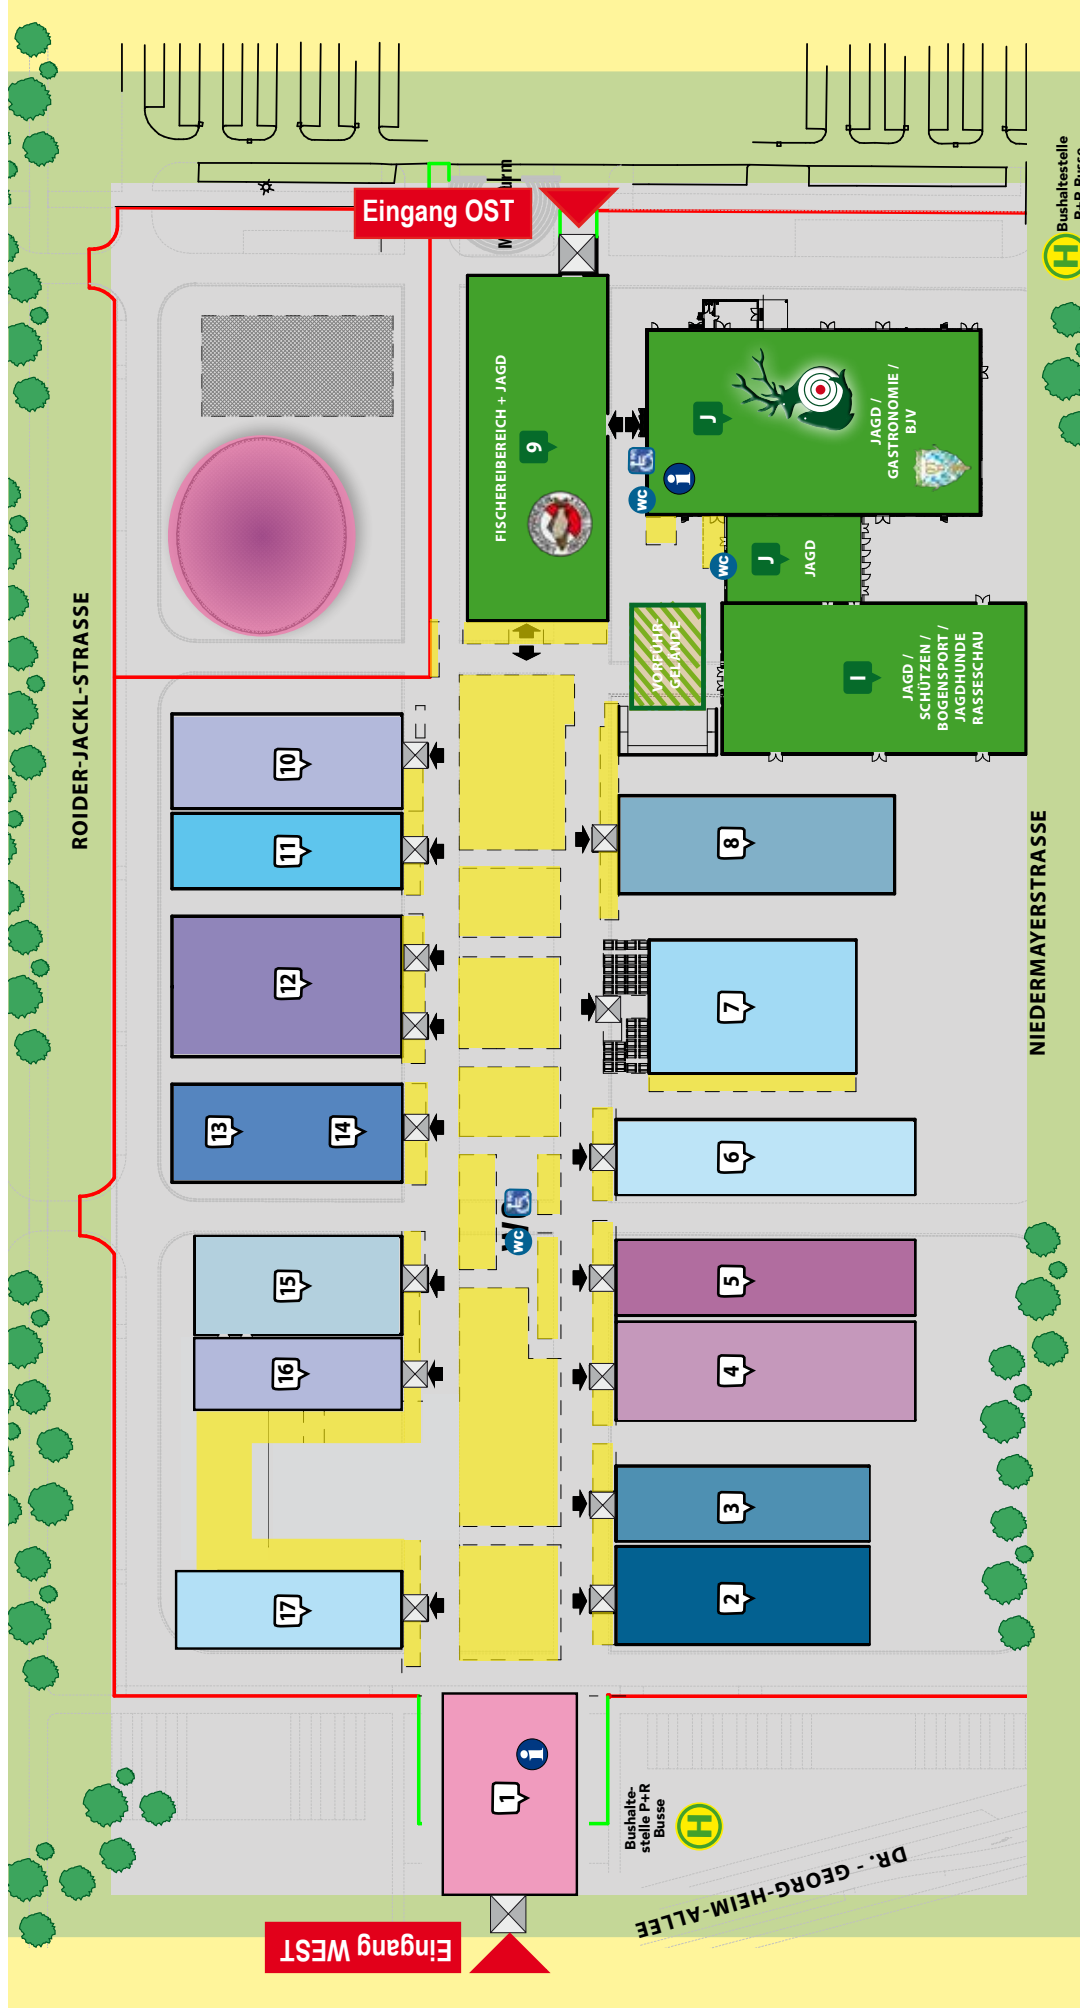 Bushaltestelle
Eingang OST
M
urm
ROIDER-JACKL-STRASSE
FISCHEREIBEREICH + JAGD
9
J
JAGD /
GASTRONOMIE /
BJV
WC
i
WC
J
JAGD
VORFÜHR-
GELÄNDE
I
JAGD /
SCHÜTZEN /
BOGENSPORT /
JAGDHUNDE
RASSESCHAU
H
10
11
12
13
14
15
16
17
8
7
6
5
4
3
2
WC
NIEDERMAYERSTRASSE
1
i
Bushalte-
stelle P+R
Busse
H
DR. - GEORG-HEIM-ALLEE
Eingang WEST